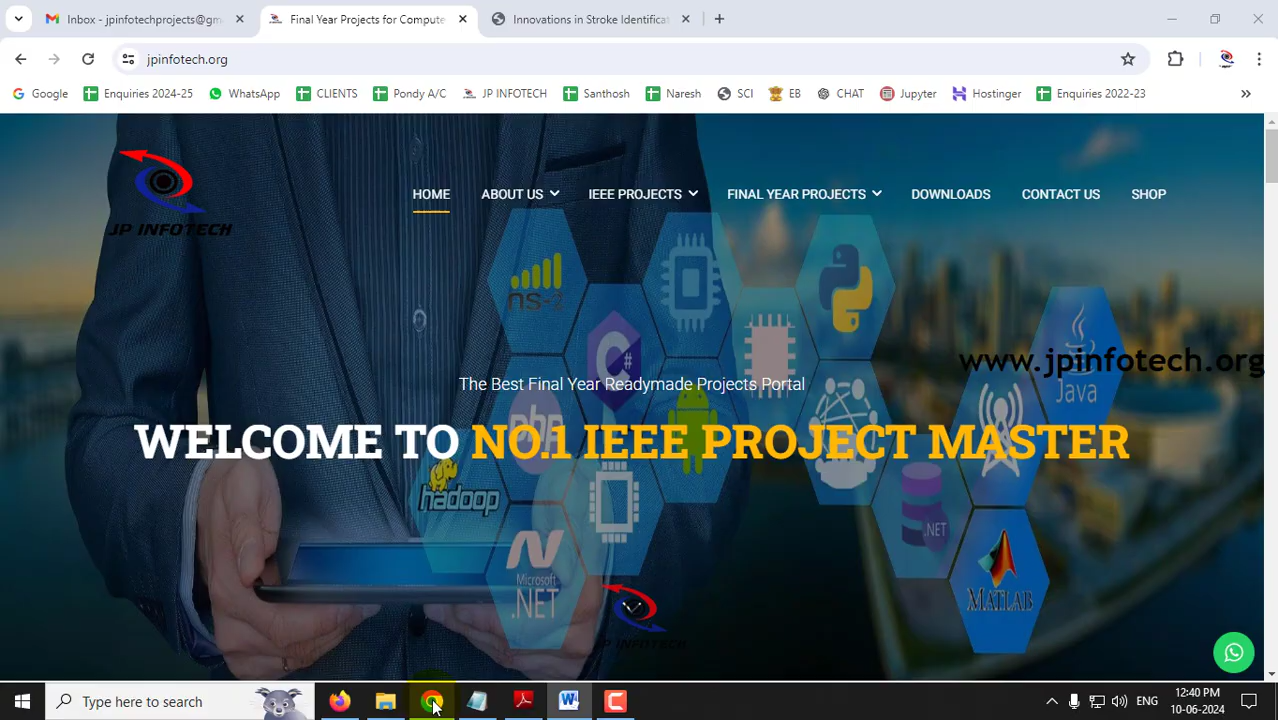 Inbox - jpinfotechprojects@gm
Final Year Projects for Compute
Innovations in Stroke Identificat
jpinfotech.org
Google
Enquiries 2024-25
WhatsApp
CLIENTS
Pondy A/C
JP INFOTECH
Santhosh
Naresh
SCI
EB
CHAT
Jupyter
Hostinger
Enquiries 2022-23
JP INFOTECH
HOME
ABOUT US
IEEE PROJECTS
FINAL YEAR PROJECTS
DOWNLOADS
CONTACT US
SHOP
ns-2
www.jpinfotech.org
Java
The Best Final Year Readymade Projects Portal
php
WELCOME TO NO.1 IEEE PROJECT MASTER
hadoop
.NET
Microsoft
.NET
MATLAB
JP INFOTECH
Type here to search
ENG
12:40 PM
10-06-2024